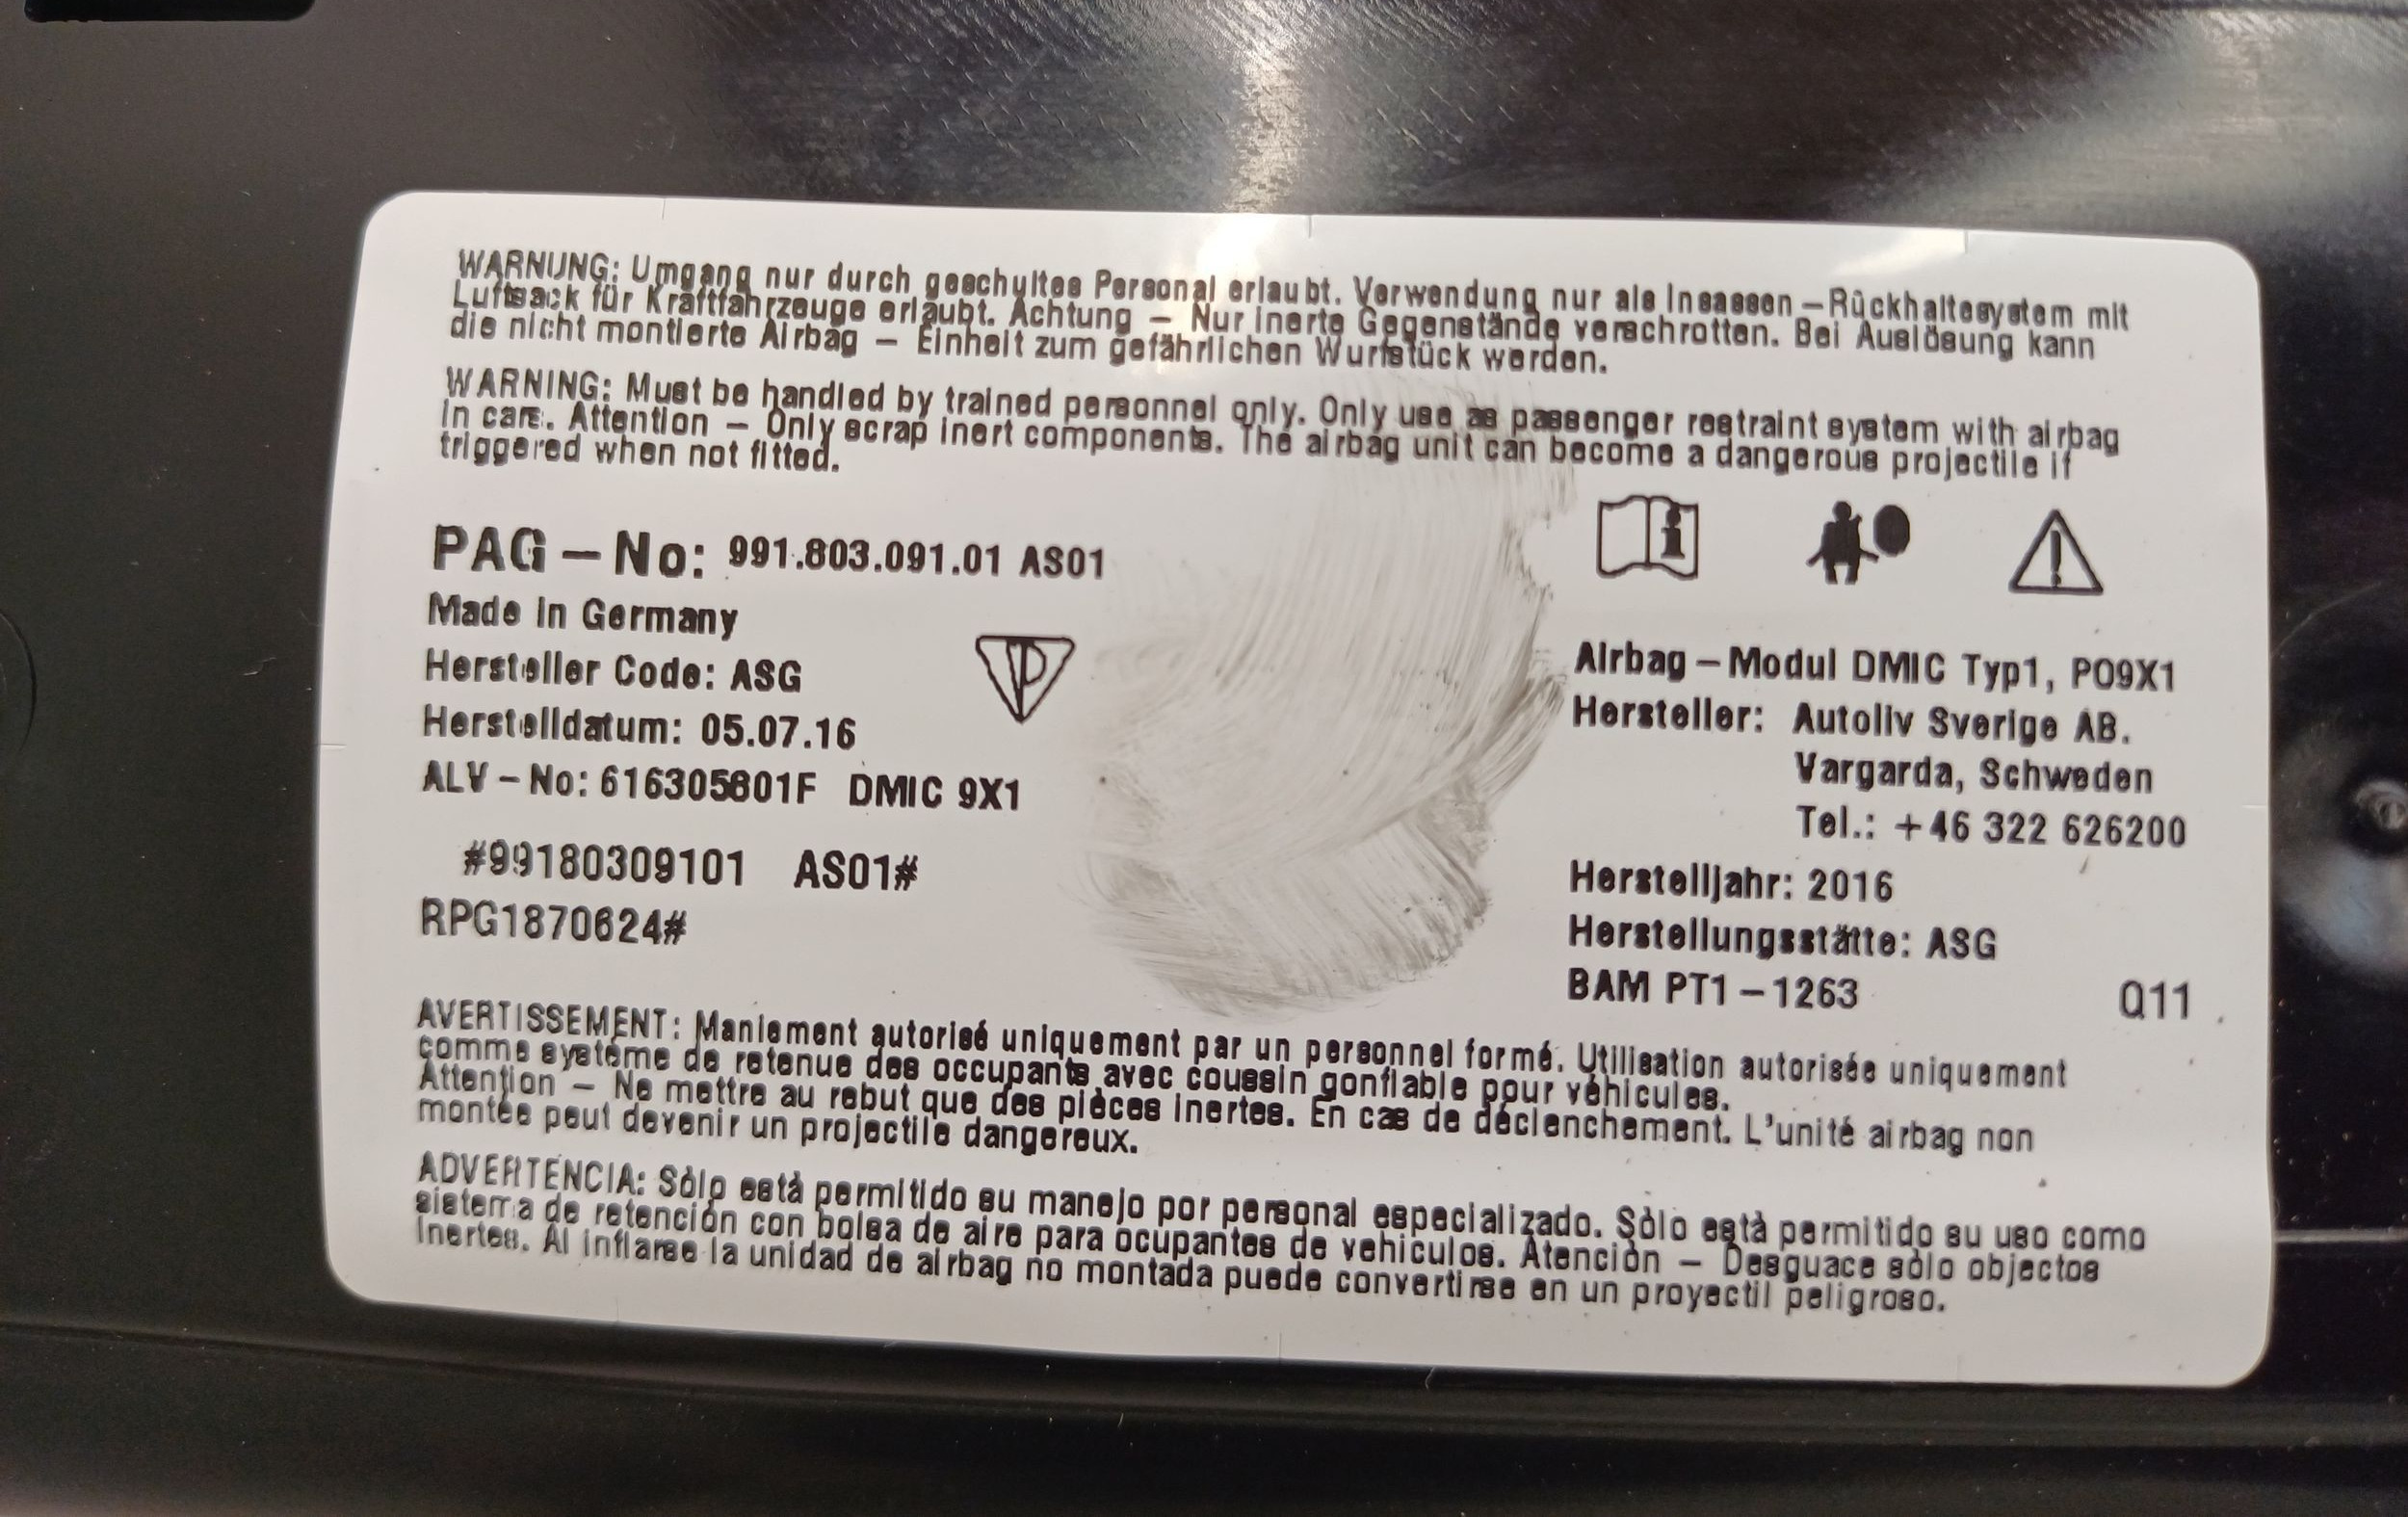 WARNUNG: Umgang nur durch geschultes Personal erlaubt. Verwendung nur als Insassen – Rückhaltesystem mit
Luftsack für Kraftfahrzeuge erlaubt. Achtung – Nur inerte Gegenstände verschrotten. Bei Auslösung kann
die nicht montierte Airbag – Einheit zum gefährlichen Wurfstück werden.
WARNING: Must be handled by trained personnel only. Only use as passenger restraint system with airbag
in cars. Attention – Only scrap inert components. The airbag unit can become a dangerous projectile if
triggered when not fitted.
PAG – No: 991.803.091.01 AS01
Made in Germany
Hersteller Code: ASG
Herstelldatum: 05.07.16
ALV – No: 616305801F DMIC 9X1
#99180309101 AS01#
RPG1870624#
Airbag – Modul DMIC Typ1, PO9X1
Hersteller: Autoliv Sverige AB.
Vargarda, Schweden
Tel.: +46 322 626200
Herstelljahr: 2016
Herstellungsstätte: ASG
BAM PT1 – 1263 Q11
AVERTISSEMENT: Maniement autorisé uniquement par un personnel formé. Utilisation autorisée uniquement
comme système de retenue des occupants avec coussin gonflable pour véhicules.
Attention – Ne mettre au rebut que des pièces inertes. En cas de déclenchement. L'unité airbag non
montée peut devenir un projectile dangereux.
ADVERTENCIA: Sòlo està permitido su manejo por personal especializado. Sòlo està permitido su uso como
sistema de retención con bolsa de aire para ocupantes de vehiculos. Atenciòn – Desguace sòlo objectos
inertes. Al inflarse la unidad de airbag no montada puede convertirse en un proyectil peligroso.